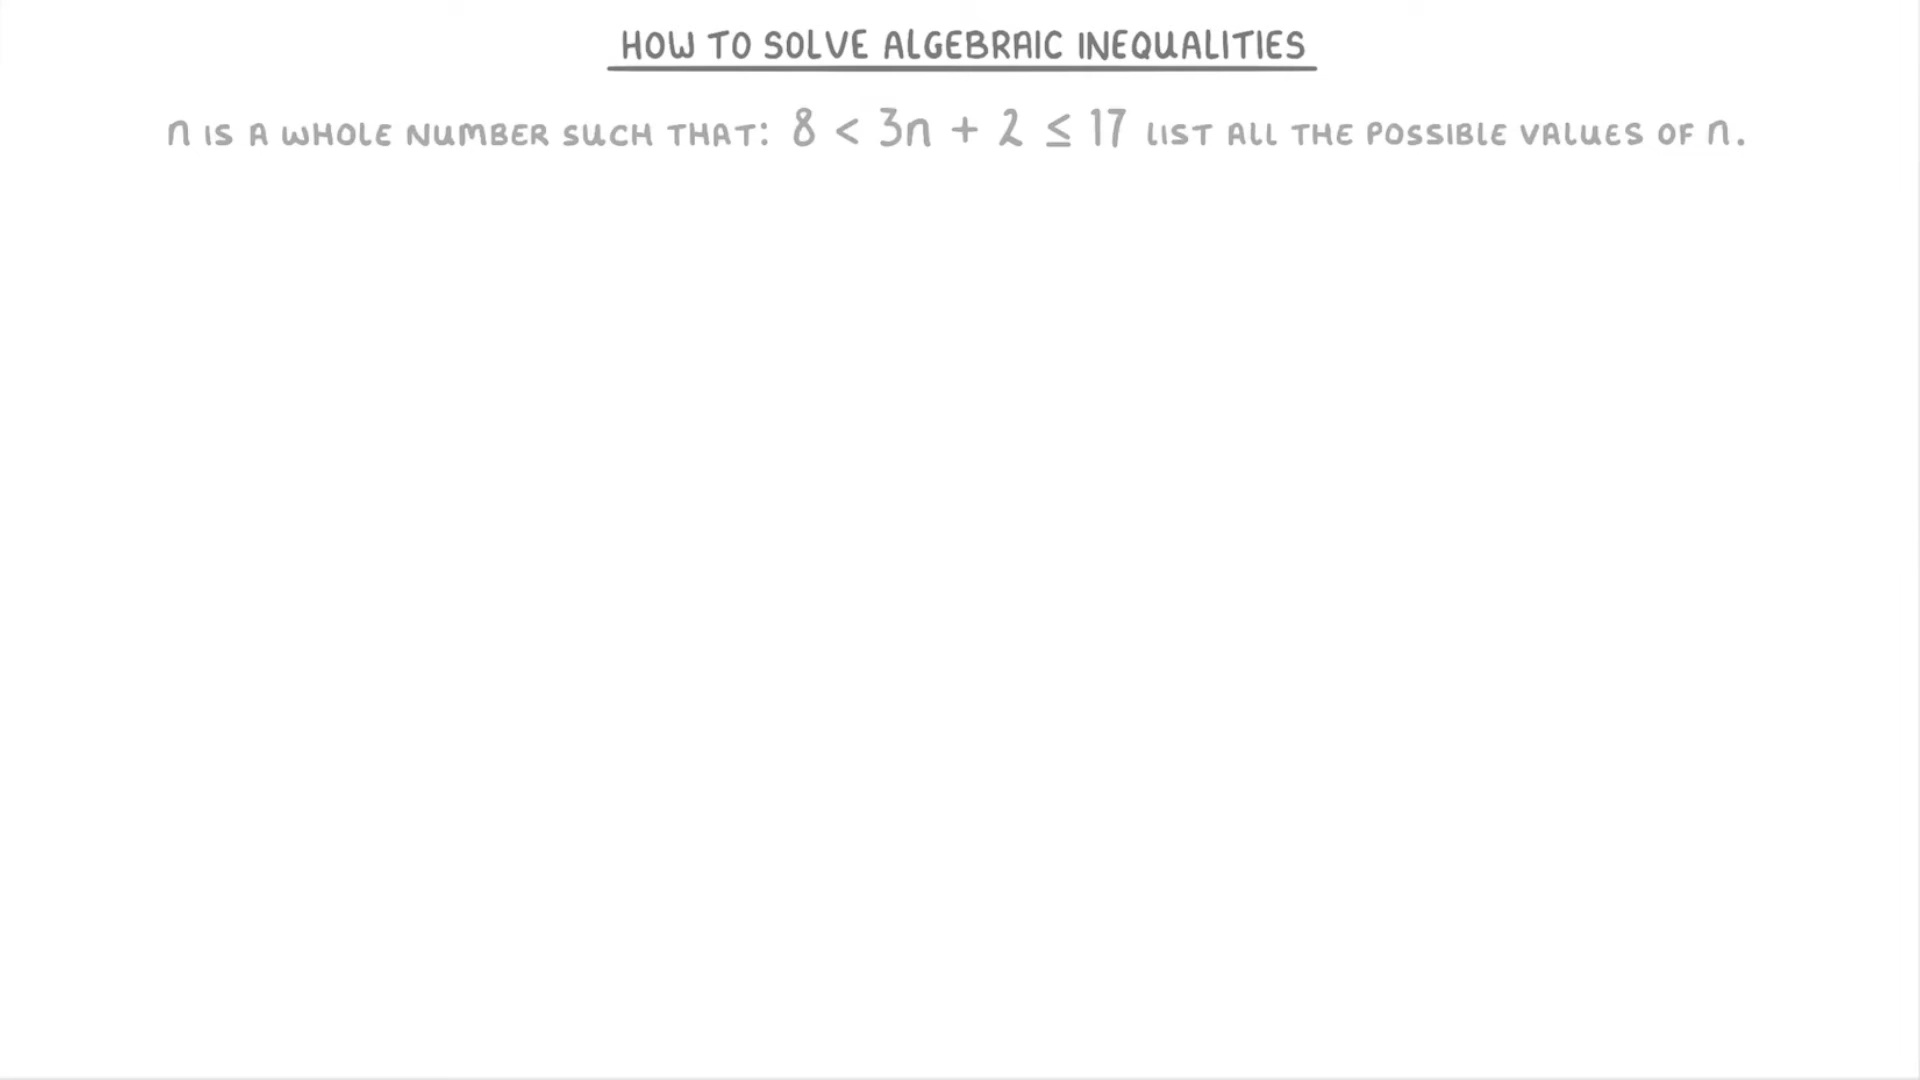 HOW TO SOLVE ALGEBRAIC INEQUALITIES
n IS A WHOLE NUMBER SUCH THAT: 8 < 3n + 2 ≤ 17 LIST ALL THE POSSIBLE VALUES OF n.